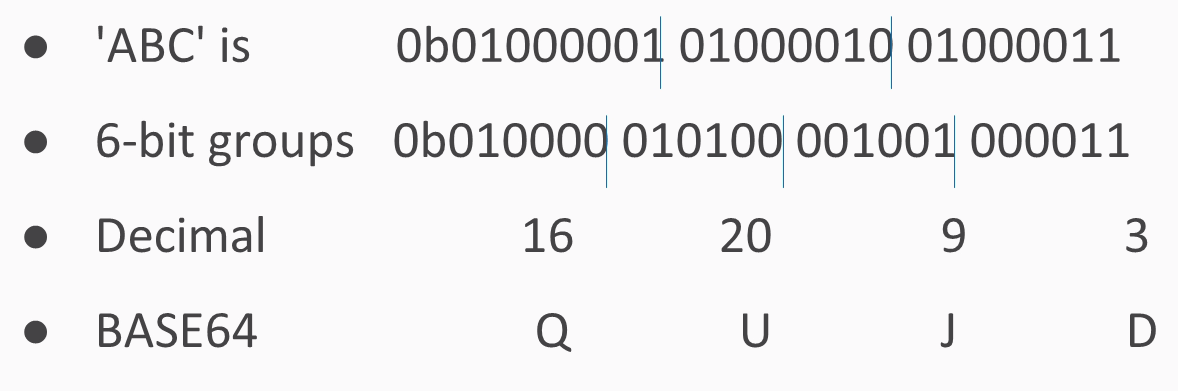 ● 'ABC' is 0b01000001 01000010 01000011
● 6-bit groups 0b010000 010100 001001 000011
● Decimal 16 20 9 3
● BASE64 Q U J D